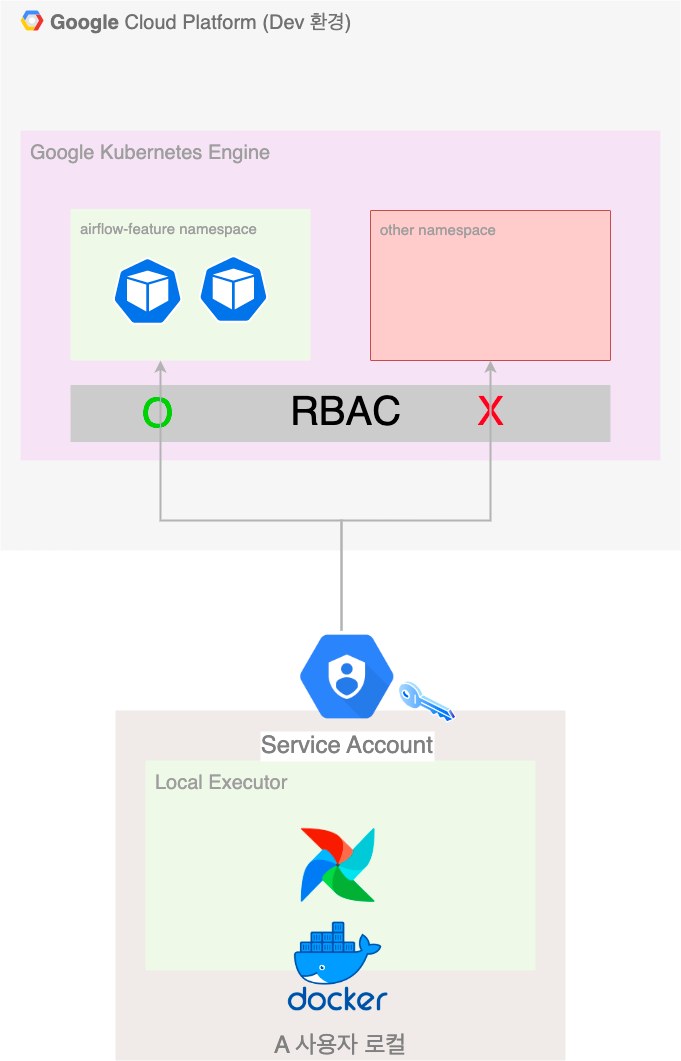 Google Cloud Platform (Dev 환경)
Google Kubernetes Engine
airflow-feature namespace
other namespace
O RBAC X
Service Account
Local Executor
docker
A 사용자 로컬